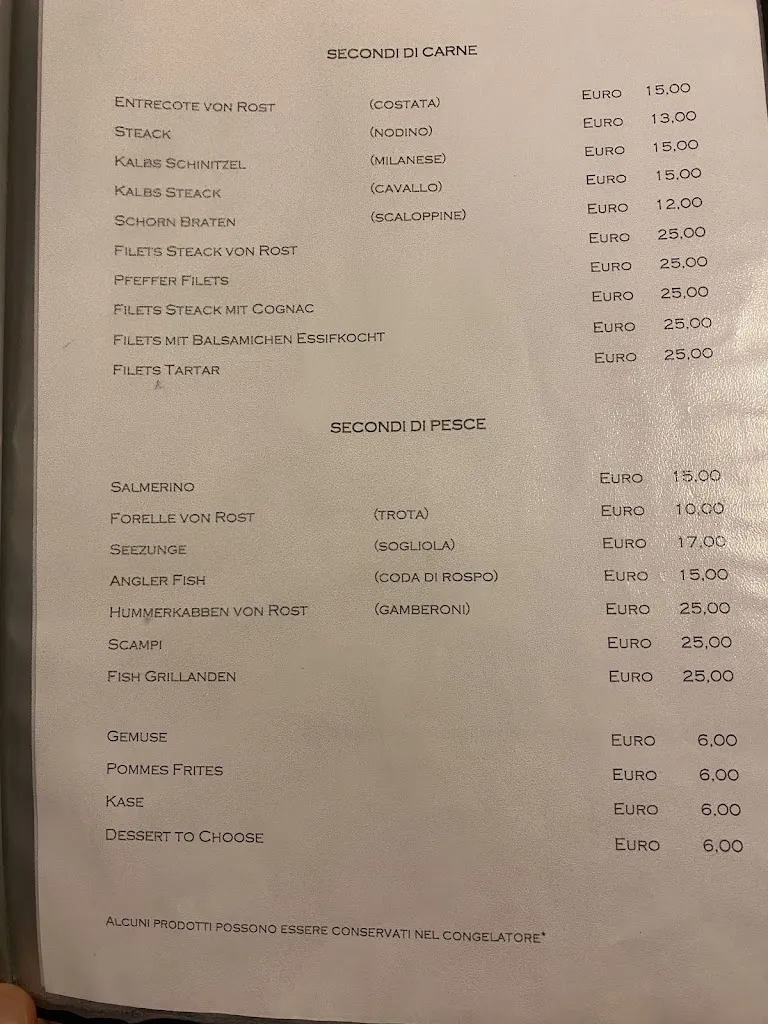 SECONDI DI CARNE
ENTRECOTE VON ROST (COSTATA) EURO 15,00
STEACK (NODINO) EURO 13,00
KALBS SCHINITZEL (MILANESE) EURO 15,00
KALBS STEACK (CAVALLO) EURO 15,00
SCHORN BRATEN (SCALOPPINE) EURO 12,00
FILETS STEACK VON ROST EURO 25,00
PFEFFER FILETS EURO 25,00
FILETS STEACK MIT COGNAC EURO 25,00
FILETS MIT BALSAMICHEN ESSIFKOCHT EURO 25,00
FILETS TARTAR EURO 25,00
SECONDI DI PESCE
SALMERINO EURO 15,00
FORELLE VON ROST (TROTA) EURO 10,00
SEEZUNGE (SOGLIOLA) EURO 17,00
ANGLER FISH (CODA DI ROSPO) EURO 15,00
HUMMERKABBEN VON ROST (GAMBERONI) EURO 25,00
SCAMPI EURO 25,00
FISH GRILLANDEN EURO 25,00
GEMUSE EURO 6,00
POMMES FRITES EURO 6,00
KASE EURO 6,00
DESSERT TO CHOOSE EURO 6,00
ALCUNI PRODOTTI POSSONO ESSERE CONSERVATI NEL CONGELATORE*